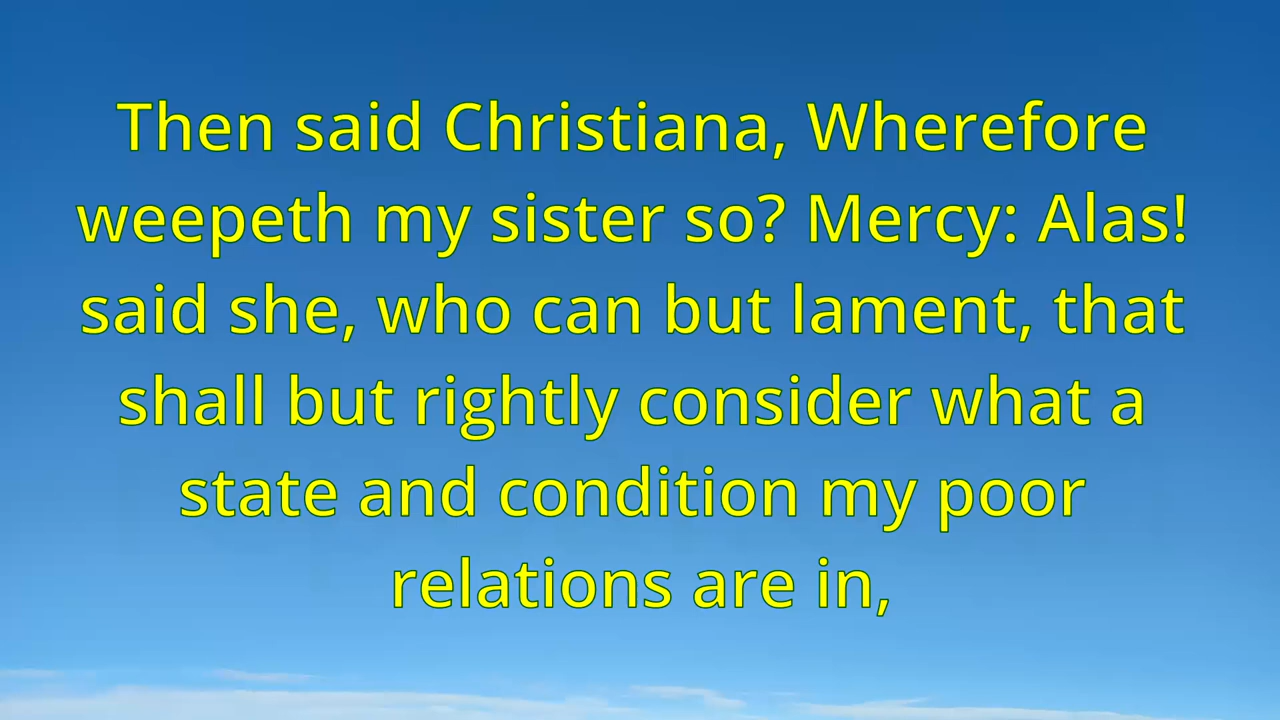 Then said Christiana, Wherefore
weepeth my sister so? Mercy: Alas!
said she, who can but lament, that
shall but rightly consider what a
state and condition my poor
relations are in,